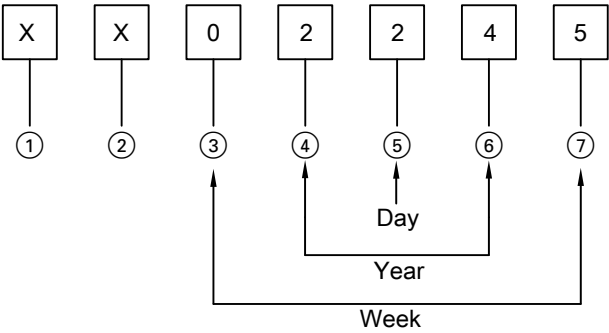 X X 0 2 2 4 5
① ② ③ ④ ⑤ ⑥ ⑦
Day
Year
Week